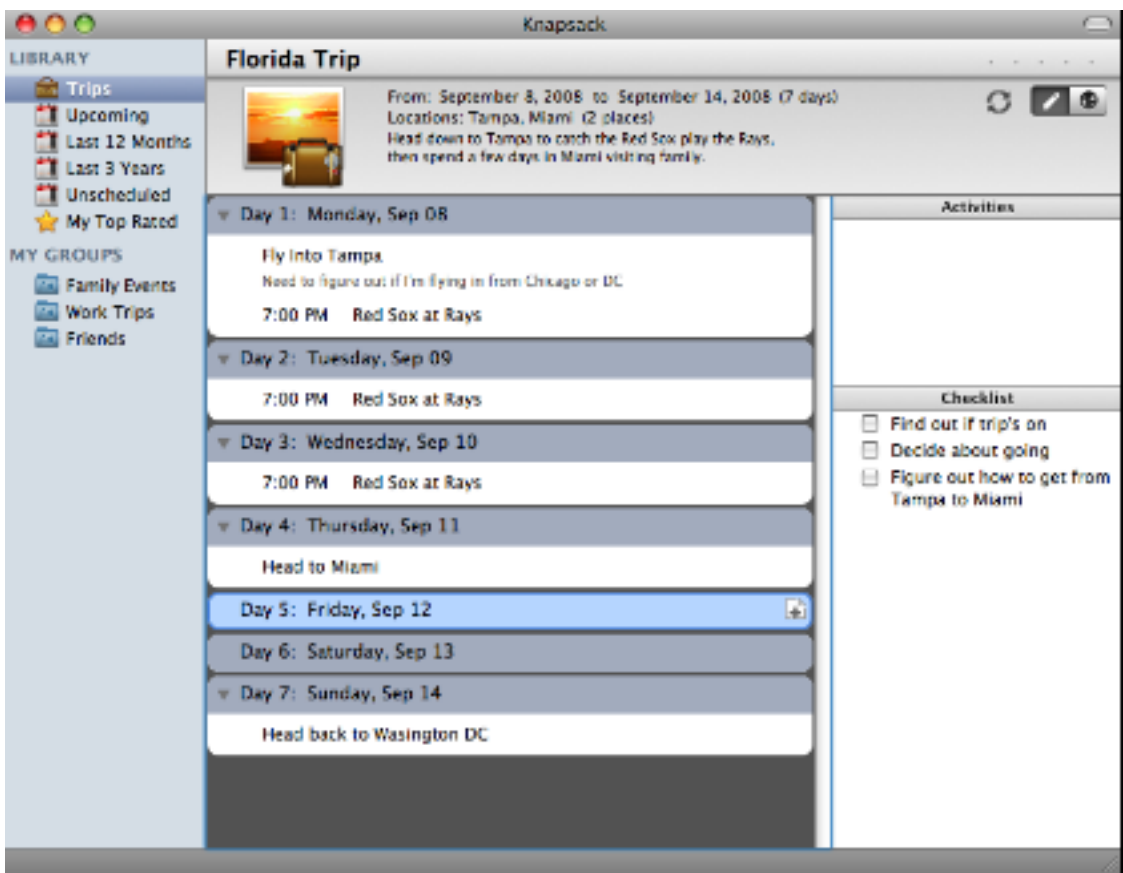 Knapsack
LIBRARY
Trips
Upcoming
Last 12 Months
Last 3 Years
Unscheduled
My Top Rated
MY GROUPS
Family Events
Work Trips
Friends
Florida Trip
From: September 8, 2008 to September 14, 2008 (7 days)
Locations: Tampa, Miami (2 places)
Head down to Tampa to catch the Red Sox play the Rays,
then spend a few days in Miami visiting family.
Day 1: Monday, Sep 08
Fly Into Tampa
Need to figure out if I'm flying in from Chicago or DC
7:00 PM Red Sox at Rays
Day 2: Tuesday, Sep 09
7:00 PM Red Sox at Rays
Day 3: Wednesday, Sep 10
7:00 PM Red Sox at Rays
Day 4: Thursday, Sep 11
Head to Miami
Day 5: Friday, Sep 12
Day 6: Saturday, Sep 13
Day 7: Sunday, Sep 14
Head back to Wasington DC
Activities
Checklist
Find out if trip's on
Decide about going
Figure out how to get from
Tampa to Miami